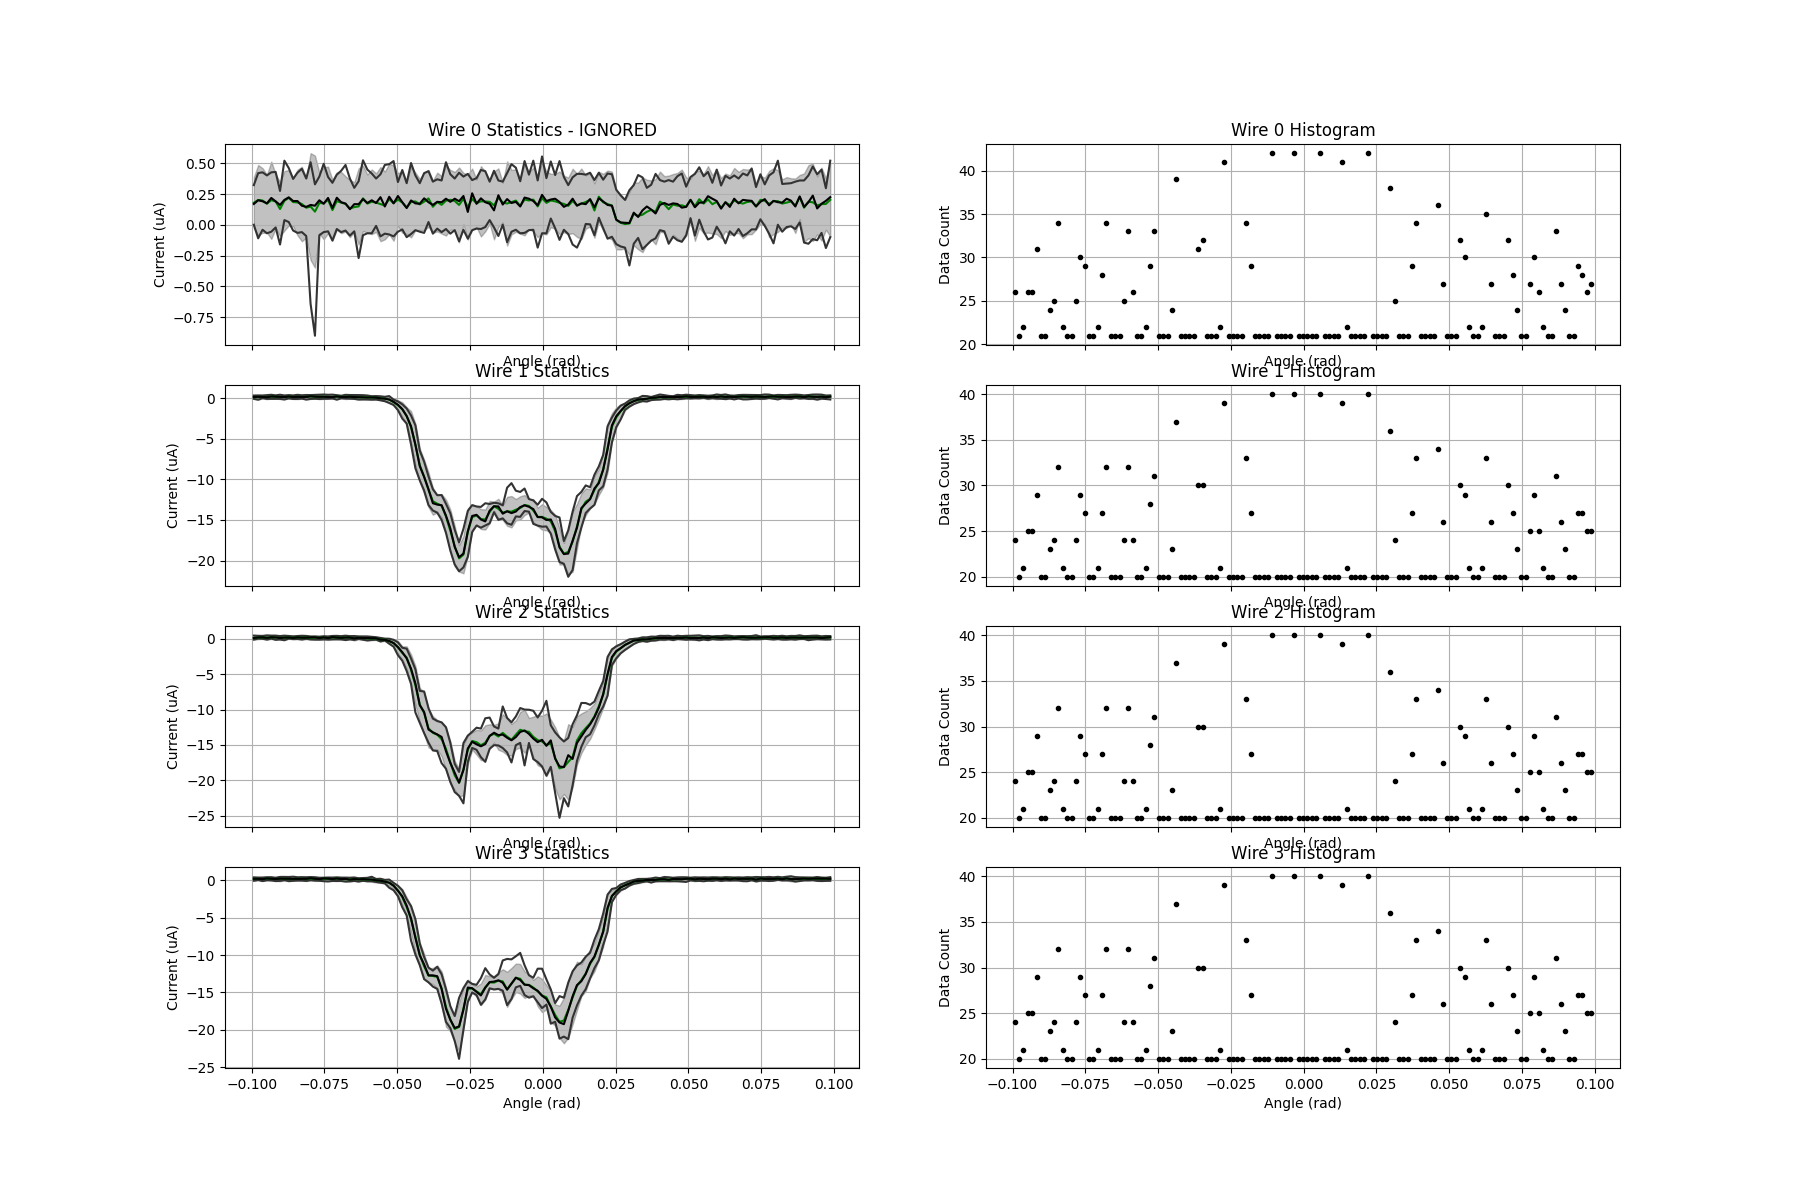 Wire 0 Statistics - IGNORED
Current (uA)
0.50
0.25
0.00
−0.25
−0.50
−0.75
Angle (rad)
Wire 0 Histogram
Data Count
40
35
30
25
20
Angle (rad)
Wire 1 Statistics
Current (uA)
0
−5
−10
−15
−20
Angle (rad)
Wire 1 Histogram
Data Count
40
35
30
25
20
Angle (rad)
Wire 2 Statistics
Current (uA)
0
−5
−10
−15
−20
−25
Angle (rad)
Wire 2 Histogram
Data Count
40
35
30
25
20
Angle (rad)
Wire 3 Statistics
Current (uA)
0
−5
−10
−15
−20
−25
−0.100 −0.075 −0.050 −0.025 0.000 0.025 0.050 0.075 0.100
Angle (rad)
Wire 3 Histogram
Data Count
40
35
30
25
20
−0.100 −0.075 −0.050 −0.025 0.000 0.025 0.050 0.075 0.100
Angle (rad)